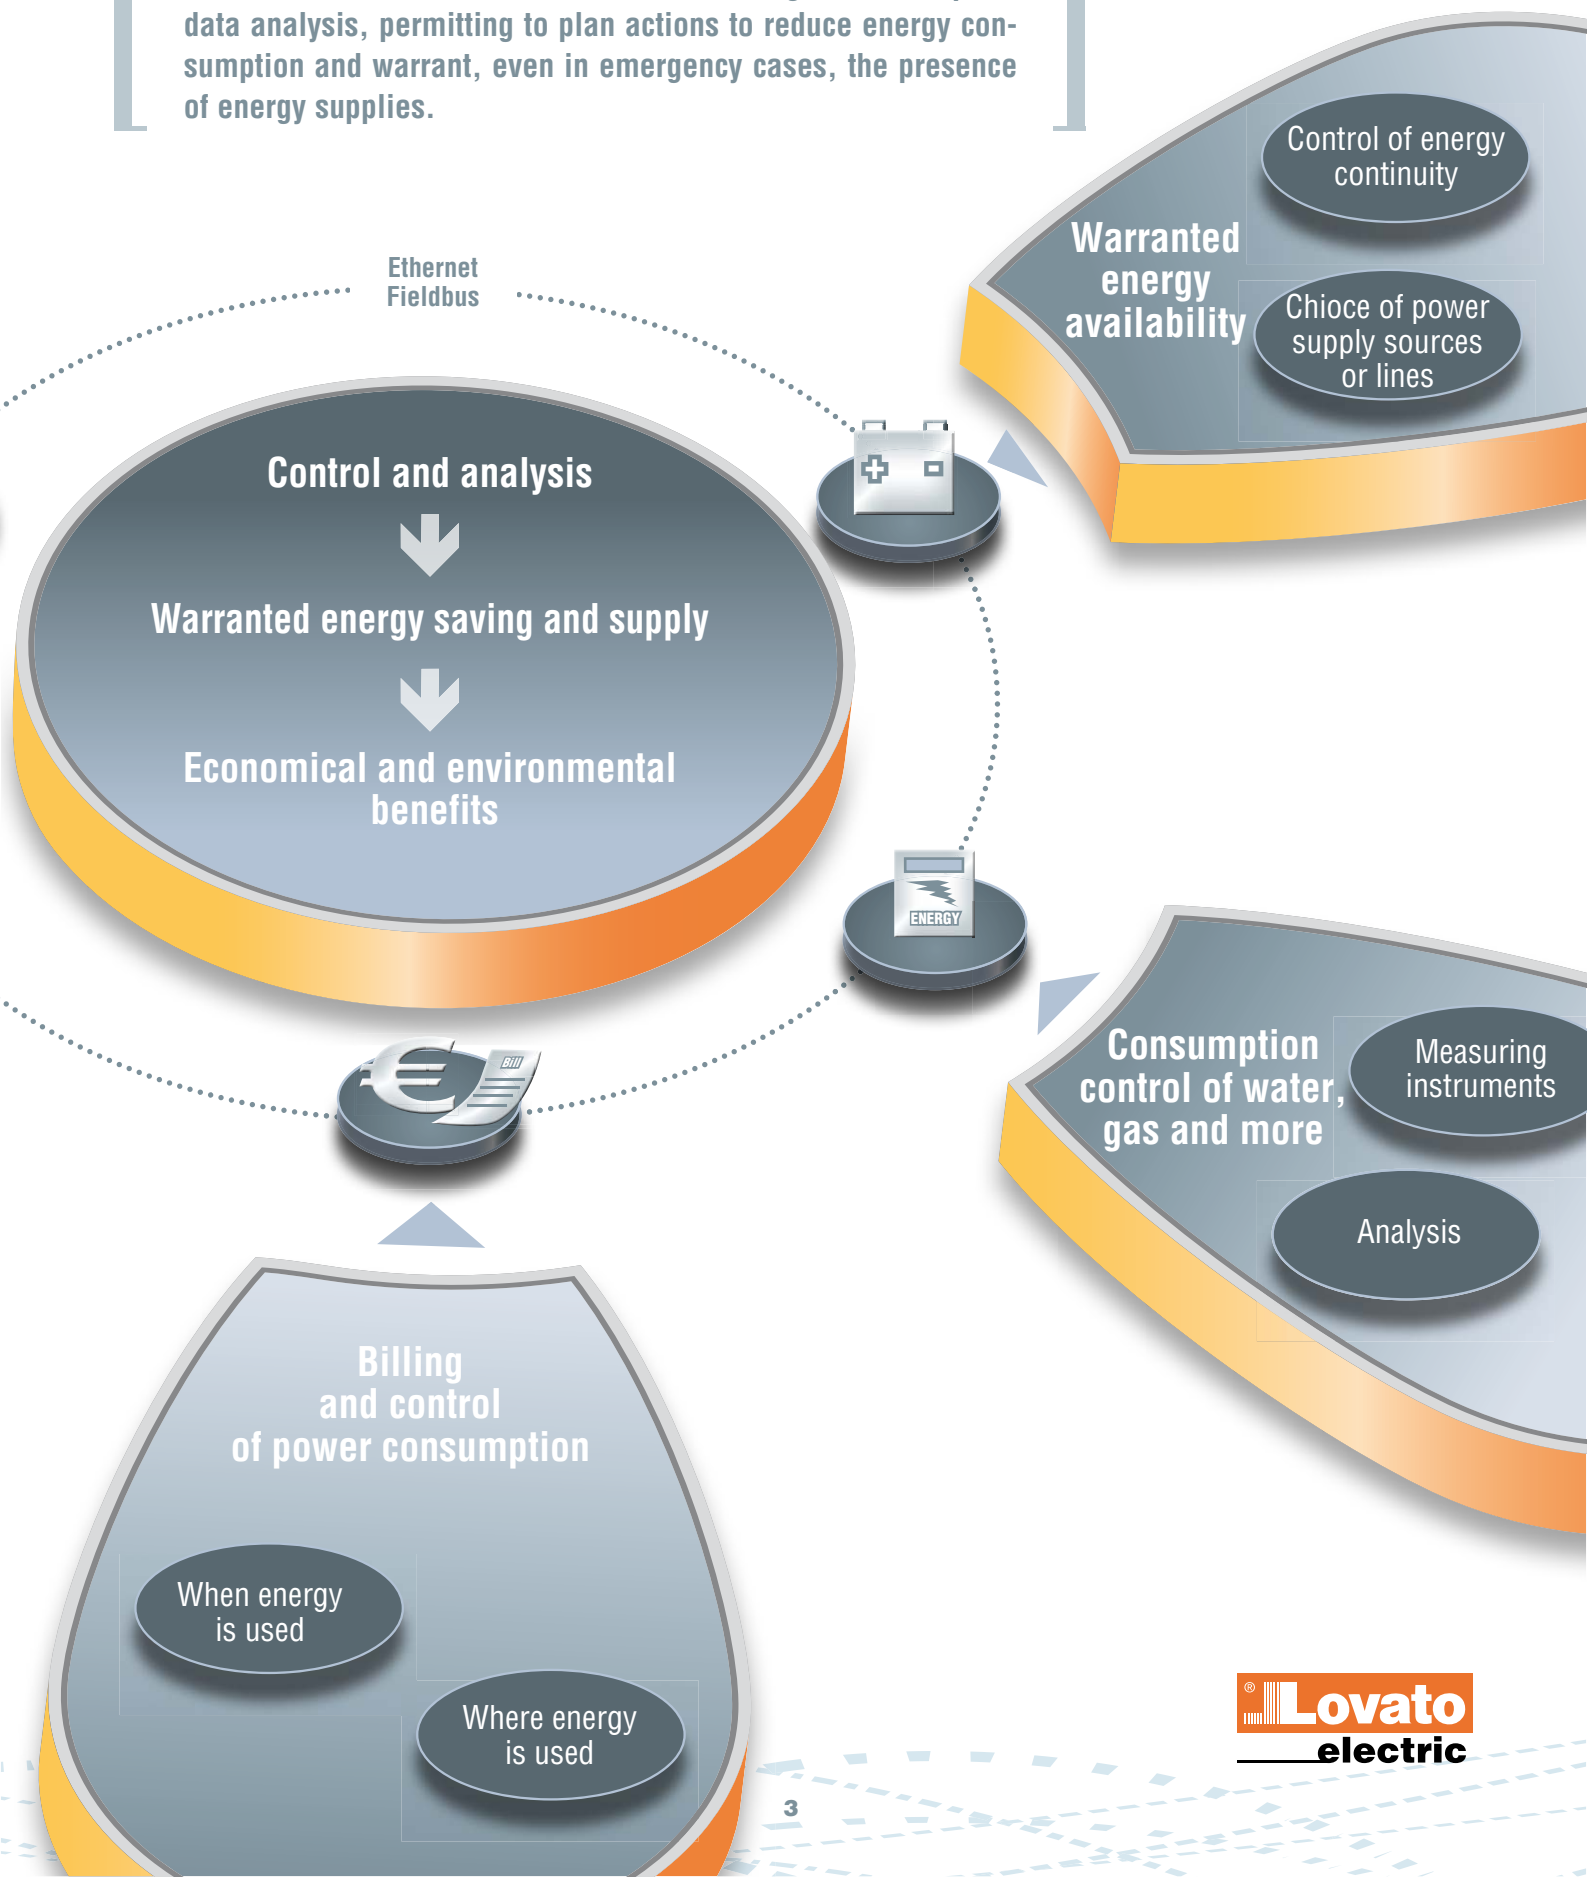 data analysis, permitting to plan actions to reduce energy con-
sumption and warrant, even in emergency cases, the presence
of energy supplies.
Ethernet
Fieldbus
Control and analysis
Warranted energy saving and supply
Economical and environmental
benefits
Warranted
energy
availability
Control of energy
continuity
Chioce of power
supply sources
or lines
ENERGY
Bill
Consumption
control of water,
gas and more
Measuring
instruments
Analysis
Billing
and control
of power consumption
When energy
is used
Where energy
is used
® Lovato
electric
3